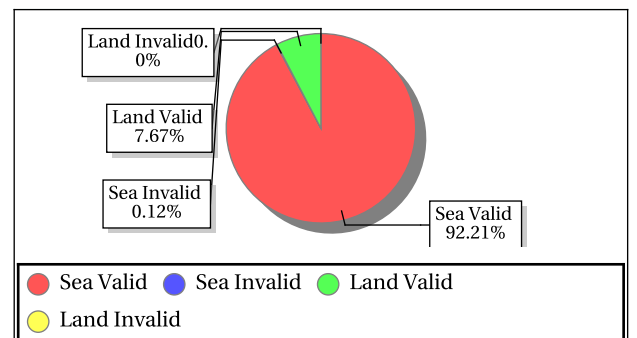 Land Invalid0.
0%
Land Valid
7.67%
Sea Invalid
0.12%
Sea Valid
92.21%
Sea Valid Sea Invalid Land Valid
Land Invalid